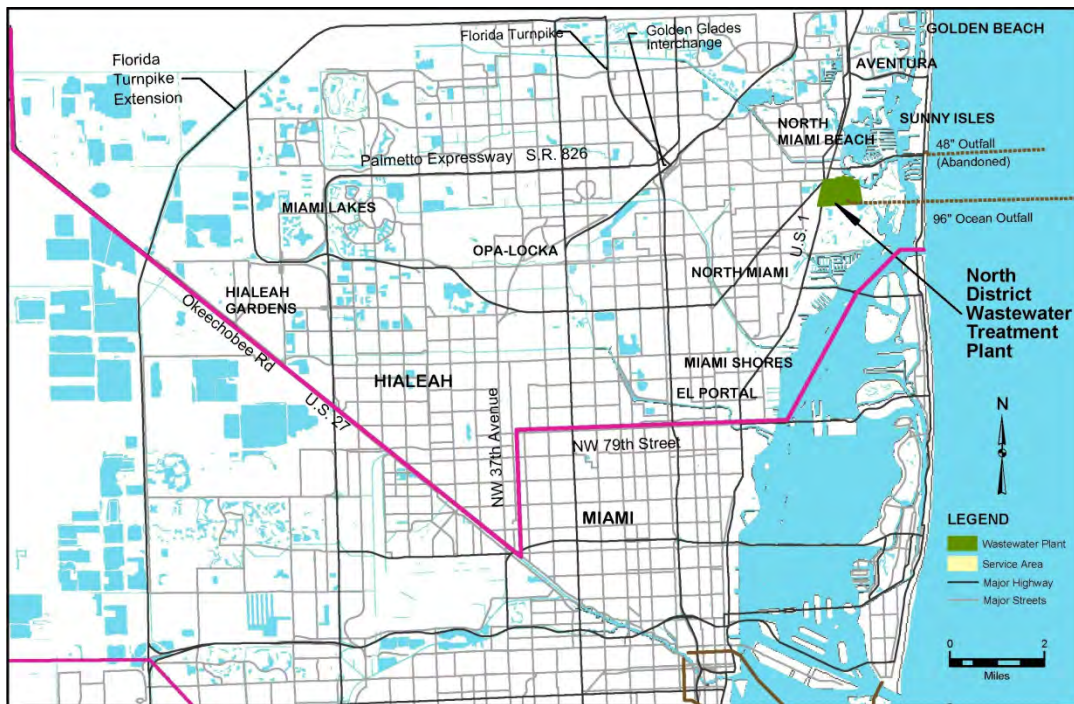 GOLDEN BEACH
Florida Turnpike
Golden Glades
Interchange
Florida
Turnpike
Extension
AVENTURA
NORTH
MIAMI BEACH
SUNNY ISLES
48" Outfall
(Abandoned)
Palmetto Expressway S.R. 826
MIAMI LAKES
96" Ocean Outfall
U.S. 1
OPA-LOCKA
NORTH MIAMI
North
District
Wastewater
Treatment
Plant
HIALEAH
GARDENS
Okeechobee Rd
U.S. 27
MIAMI SHORES
HIALEAH
EL PORTAL
NW 37th Avenue
NW 79th Street
N
MIAMI
LEGEND
Wastewater Plant
Service Area
Major Highway
Major Streets
0 2
Miles